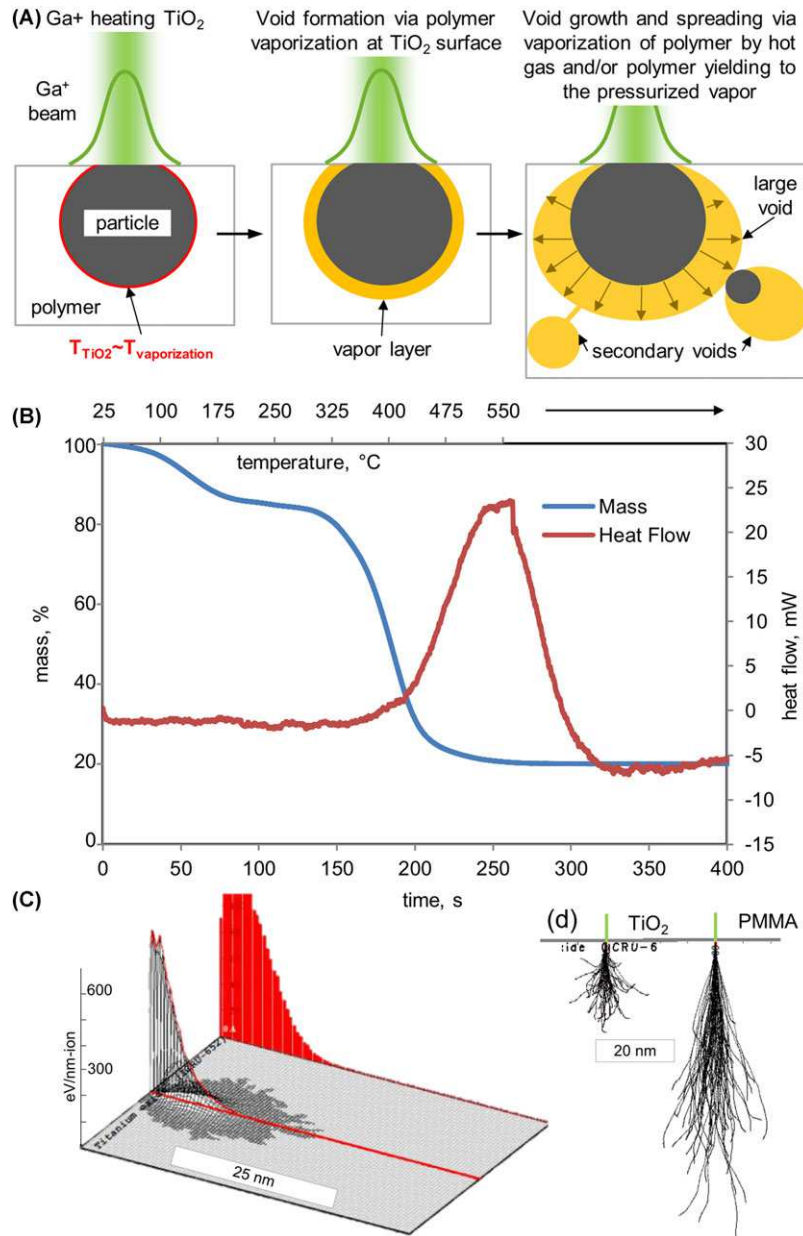 (A) Ga+ heating TiO2
Void formation via polymer
vaporization at TiO2 surface
Void growth and spreading via
vaporization of polymer by hot
gas and/or polymer yielding to
the pressurized vapor
Ga+
beam
particle
polymer
TTiO2~Tvaporization
vapor layer
large
void
secondary voids
(B)
25 100 175 250 325 400 475 550
temperature, °C
Mass
Heat Flow
mass, %
100
80
60
40
20
0
heat flow, mW
30
25
20
15
10
5
0
-5
-10
-15
0 50 100 150 200 250 300 350 400
time, s
(C)
eV/nm-ion
600
300
25 nm
(d) TiO2 PMMA
20 nm